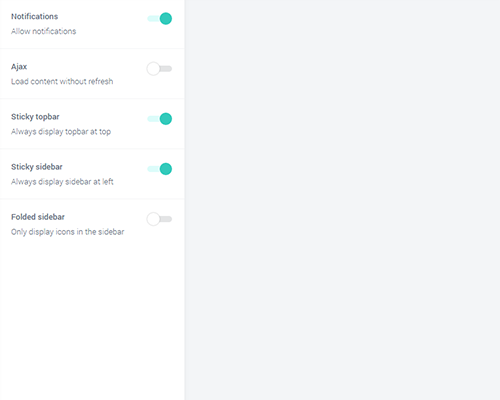 Notifications
Allow notifications
Ajax
Load content without refresh
Sticky topbar
Always display topbar at top
Sticky sidebar
Always display sidebar at left
Folded sidebar
Only display icons in the sidebar